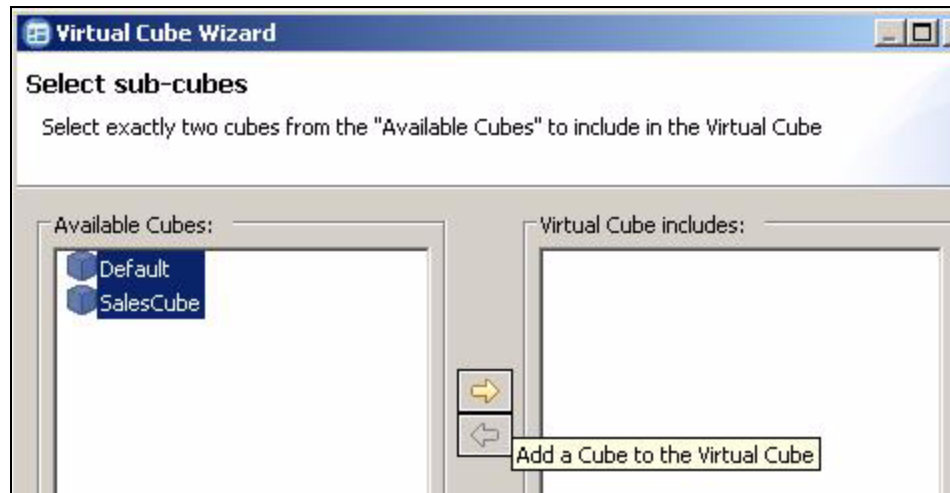 Virtual Cube Wizard
Select sub-cubes
Select exactly two cubes from the "Available Cubes" to include in the Virtual Cube
Available Cubes:
Default
SalesCube
Virtual Cube includes:
Add a Cube to the Virtual Cube